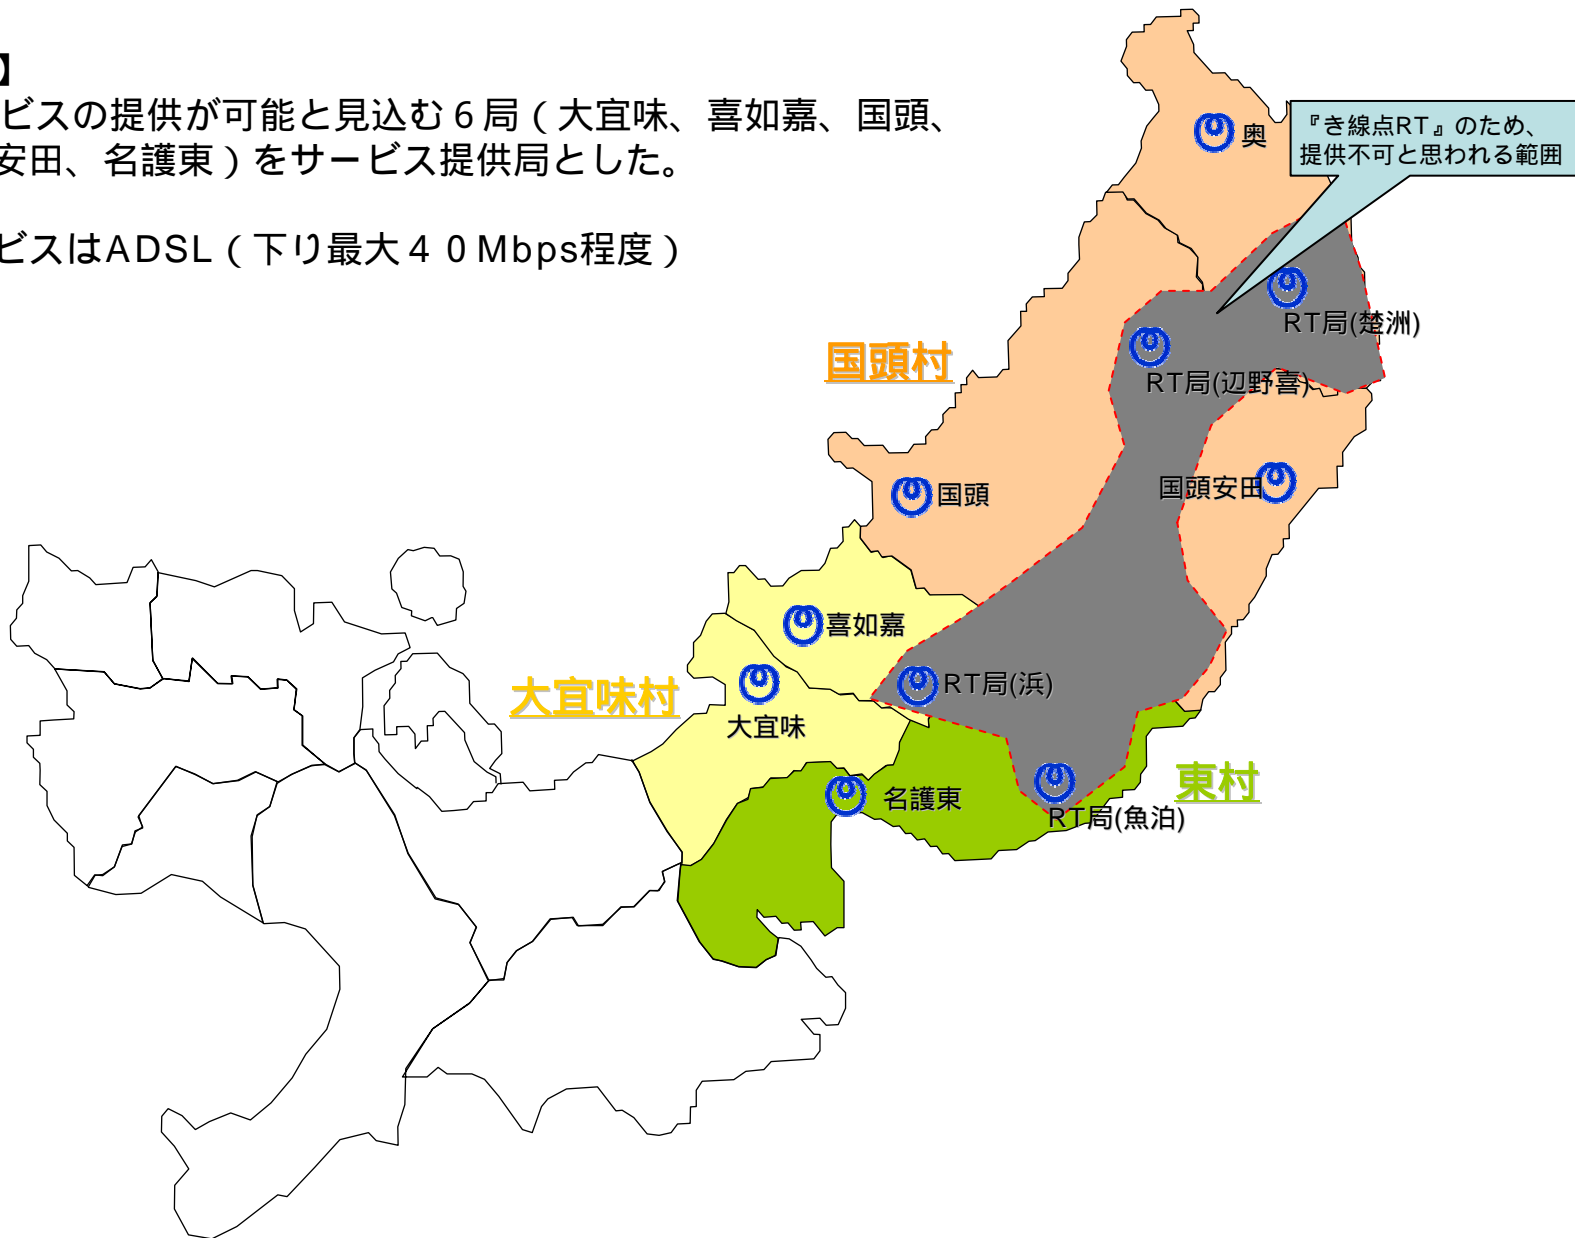 】
ビスの提供が可能と見込む６局（大宜味、喜如嘉、国頭、
安田、名護東）をサービス提供局とした。
ビスはADSL（下り最大４０Mbps程度）
『き線点RT』のため、
提供不可と思われる範囲
奥
RT局(楚洲)
国頭村
RT局(辺野喜)
国頭安田
国頭
喜如嘉
大宜味村
RT局(浜)
大宜味
東村
名護東
RT局(魚泊)